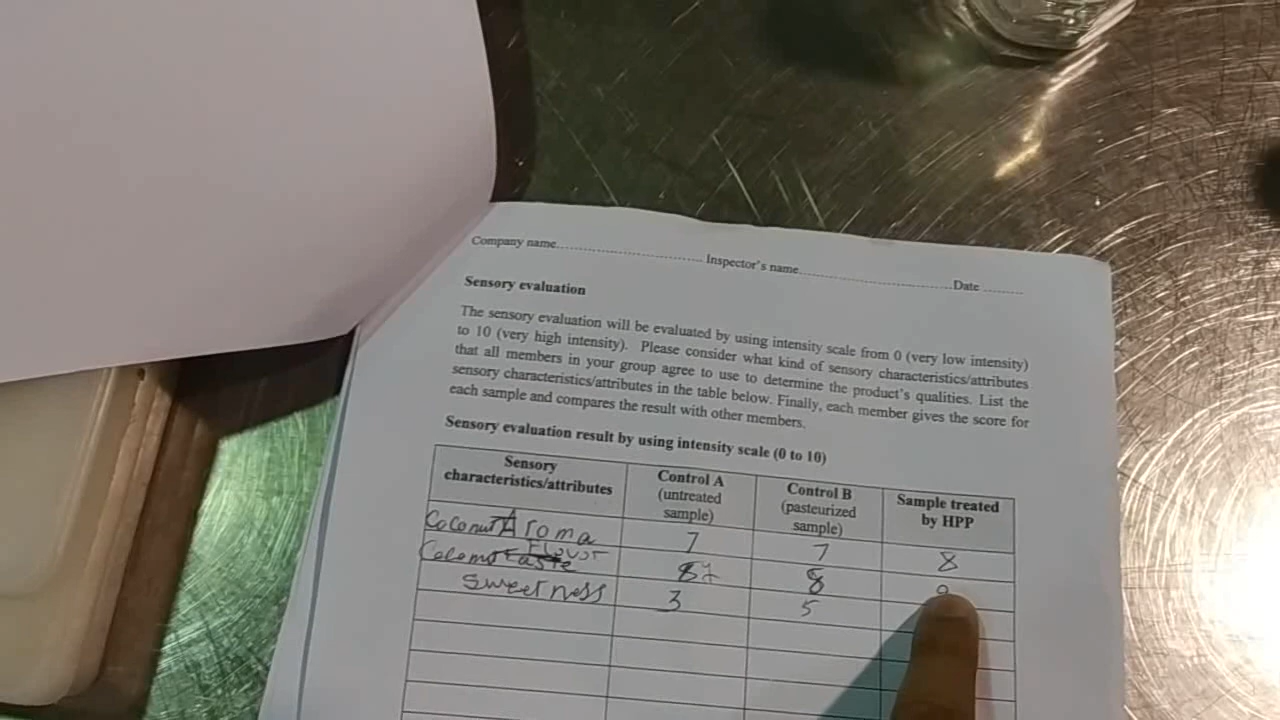 Company name.............................. Inspector's name.............................. Date ..........
Sensory evaluation
The sensory evaluation will be evaluated by using intensity scale from 0 (very low intensity)
to 10 (very high intensity). Please consider what kind of sensory characteristics/attributes
that all members in your group agree to use to determine the product's qualities. List the
sensory characteristics/attributes in the table below. Finally, each member gives the score for
each sample and compares the result with other members.
Sensory evaluation result by using intensity scale (0 to 10)
Sensory characteristics/attributes
Control A (untreated sample)
Control B (pasteurized sample)
Sample treated by HPP
Coconut Aroma 7 7 8
Flavor
8
Sweetness 3 5